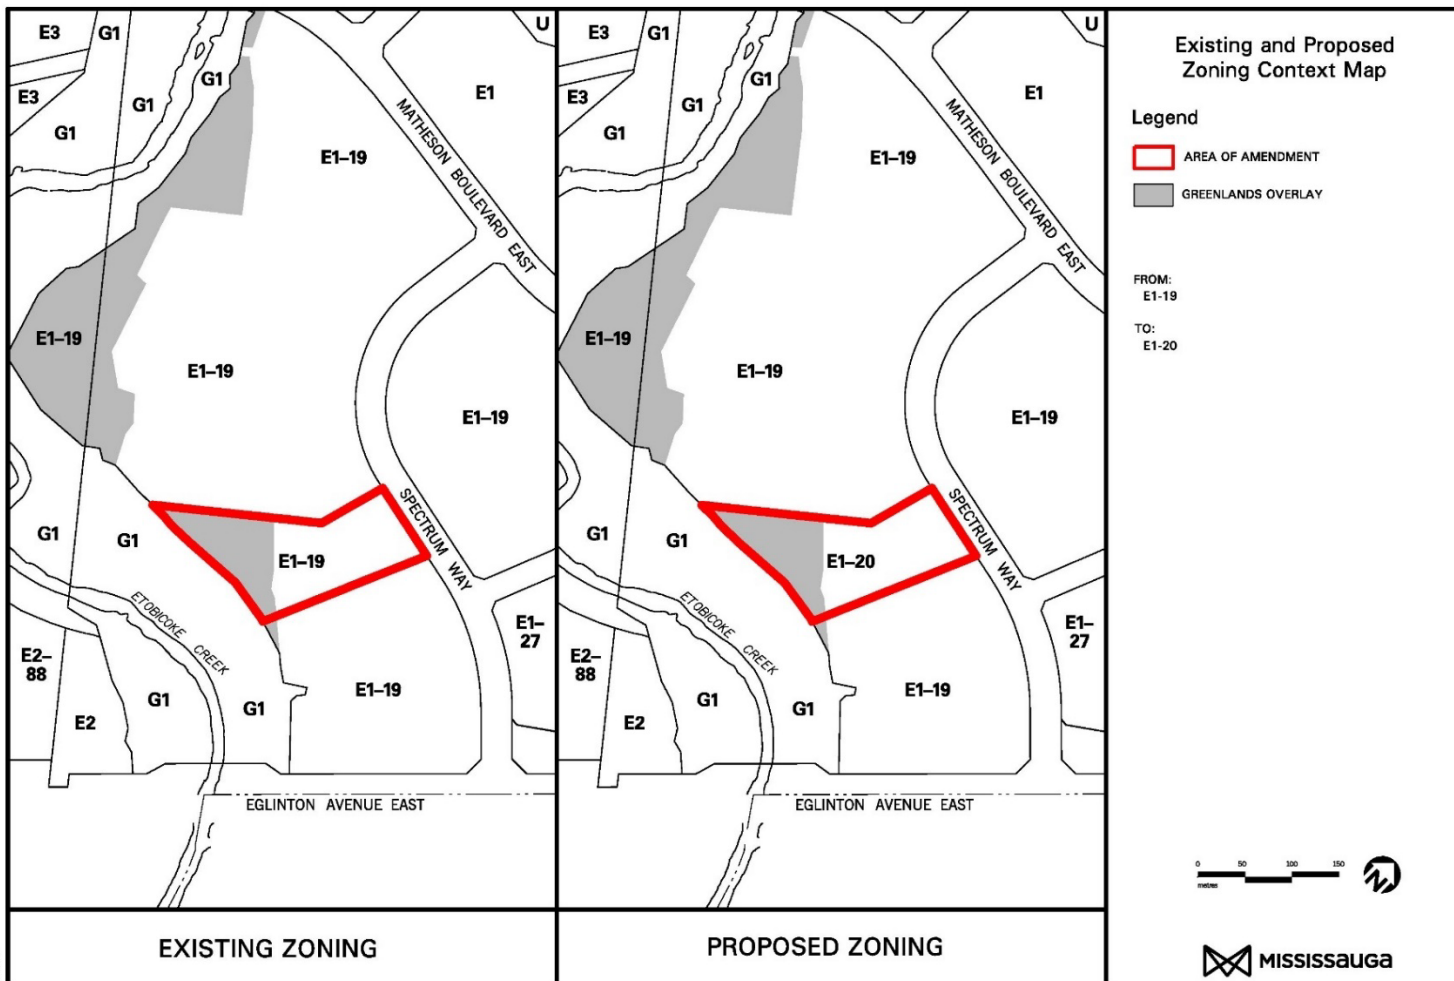 E3
G1
U
E3
G1
G1
G1
E1
E1–19
MATHESON BOULEVARD EAST
E1–19
E1–19
E1–19
SPECTRUM WAY
G1
G1
E1–19
ETOBICOKE CREEK
E1–
27
E2–
88
E2
G1
G1
E1–19
EGLINTON AVENUE EAST
EXISTING ZONING
E3
G1
U
E3
G1
G1
G1
E1
E1–19
MATHESON BOULEVARD EAST
E1–19
E1–19
E1–19
SPECTRUM WAY
G1
G1
E1–20
ETOBICOKE CREEK
E1–
27
E2–
88
E2
G1
G1
E1–19
EGLINTON AVENUE EAST
PROPOSED ZONING
Existing and Proposed
Zoning Context Map
Legend
AREA OF AMENDMENT
GREENLANDS OVERLAY
FROM:
E1-19
TO:
E1-20
0 50 100 150
metres
MISSISSAUGA